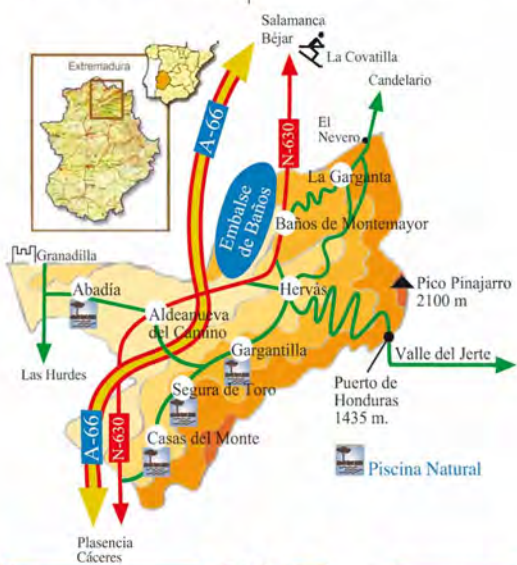 Salamanca
Béjar
La Covatilla
Extremadura
Candelario
A-66
N-630
El
Nevero
La Garganta
Embalse
de Baños
Baños de Montemayor
Granadilla
Abadía
Hervás
Pico Pinajarro
2100 m
Aldeanueva
del Camino
Gargantilla
Valle del Jerte
Las Hurdes
Segura de Toro
Puerto de
Honduras
1435 m.
A-66
N-630
Casas del Monte
Piscina Natural
Plasencia
Cáceres